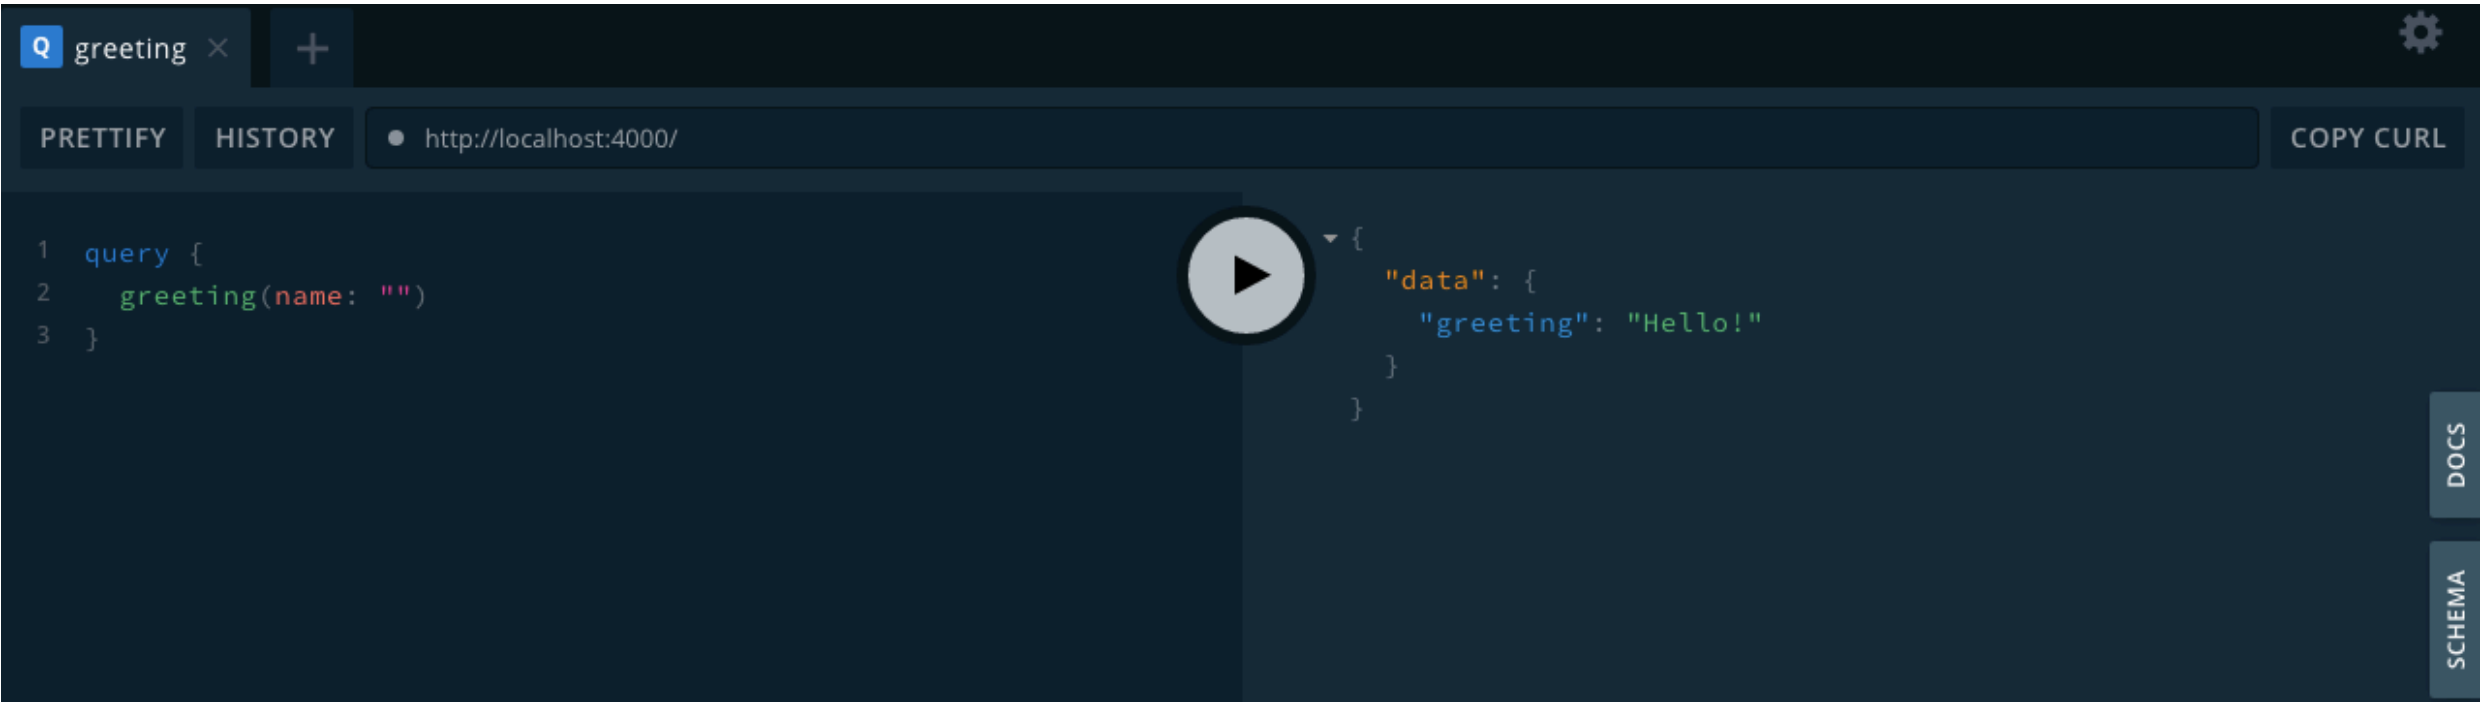 Q greeting
PRETTIFY HISTORY http://localhost:4000/ COPY CURL
1 query {
2 greeting(name: "")
3 }
{
"data": {
"greeting": "Hello!"
}
}
DOCS
SCHEMA